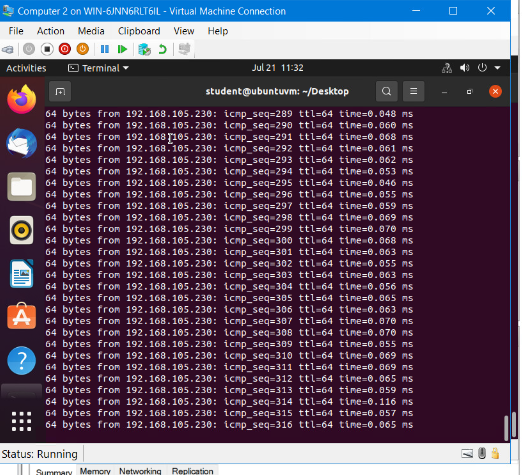 Computer 2 on WIN-6JNN6RLT6IL - Virtual Machine Connection
File Action Media Clipboard View Help
Activities Terminal Jul 21 11:32
student@ubuntuvm: ~/Desktop
64 bytes from 192.168.105.230: icmp_seq=289 ttl=64 time=0.048 ms
64 bytes from 192.168.105.230: icmp_seq=290 ttl=64 time=0.060 ms
64 bytes from 192.168.105.230: icmp_seq=291 ttl=64 time=0.068 ms
64 bytes from 192.168.105.230: icmp_seq=292 ttl=64 time=0.061 ms
64 bytes from 192.168.105.230: icmp_seq=293 ttl=64 time=0.062 ms
64 bytes from 192.168.105.230: icmp_seq=294 ttl=64 time=0.053 ms
64 bytes from 192.168.105.230: icmp_seq=295 ttl=64 time=0.046 ms
64 bytes from 192.168.105.230: icmp_seq=296 ttl=64 time=0.055 ms
64 bytes from 192.168.105.230: icmp_seq=297 ttl=64 time=0.059 ms
64 bytes from 192.168.105.230: icmp_seq=298 ttl=64 time=0.069 ms
64 bytes from 192.168.105.230: icmp_seq=299 ttl=64 time=0.070 ms
64 bytes from 192.168.105.230: icmp_seq=300 ttl=64 time=0.068 ms
64 bytes from 192.168.105.230: icmp_seq=301 ttl=64 time=0.063 ms
64 bytes from 192.168.105.230: icmp_seq=302 ttl=64 time=0.055 ms
64 bytes from 192.168.105.230: icmp_seq=303 ttl=64 time=0.063 ms
64 bytes from 192.168.105.230: icmp_seq=304 ttl=64 time=0.056 ms
64 bytes from 192.168.105.230: icmp_seq=305 ttl=64 time=0.065 ms
64 bytes from 192.168.105.230: icmp_seq=306 ttl=64 time=0.063 ms
64 bytes from 192.168.105.230: icmp_seq=307 ttl=64 time=0.070 ms
64 bytes from 192.168.105.230: icmp_seq=308 ttl=64 time=0.070 ms
64 bytes from 192.168.105.230: icmp_seq=309 ttl=64 time=0.055 ms
64 bytes from 192.168.105.230: icmp_seq=310 ttl=64 time=0.069 ms
64 bytes from 192.168.105.230: icmp_seq=311 ttl=64 time=0.069 ms
64 bytes from 192.168.105.230: icmp_seq=312 ttl=64 time=0.065 ms
64 bytes from 192.168.105.230: icmp_seq=313 ttl=64 time=0.059 ms
64 bytes from 192.168.105.230: icmp_seq=314 ttl=64 time=0.116 ms
64 bytes from 192.168.105.230: icmp_seq=315 ttl=64 time=0.057 ms
64 bytes from 192.168.105.230: icmp_seq=316 ttl=64 time=0.065 ms
Status: Running
Summary Memory Networking Replication